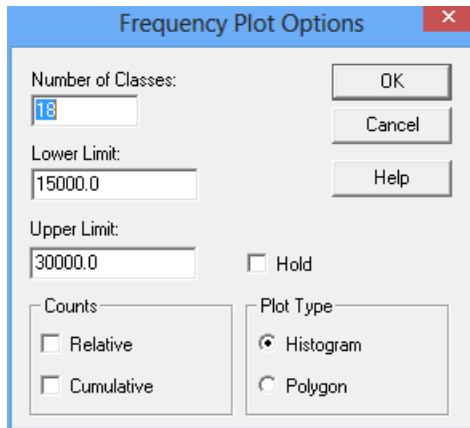 Frequency Plot Options
Number of Classes:
18
OK
Cancel
Lower Limit:
15000.0
Help
Upper Limit:
30000.0
Hold
Counts
Relative
Cumulative
Plot Type
Histogram
Polygon